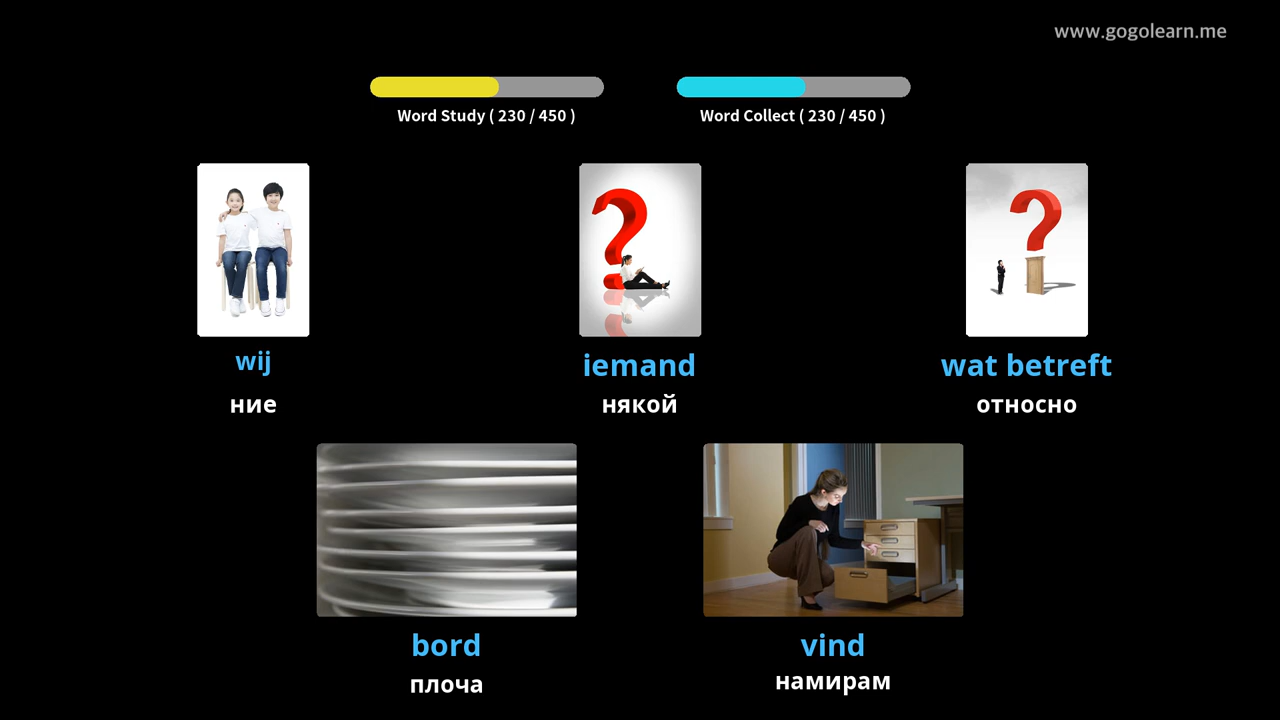 www.gogolearn.me
Word Study ( 230 / 450 )
Word Collect ( 230 / 450 )
wij
ние
iemand
някой
wat betreft
относно
bord
плоча
vind
намирам